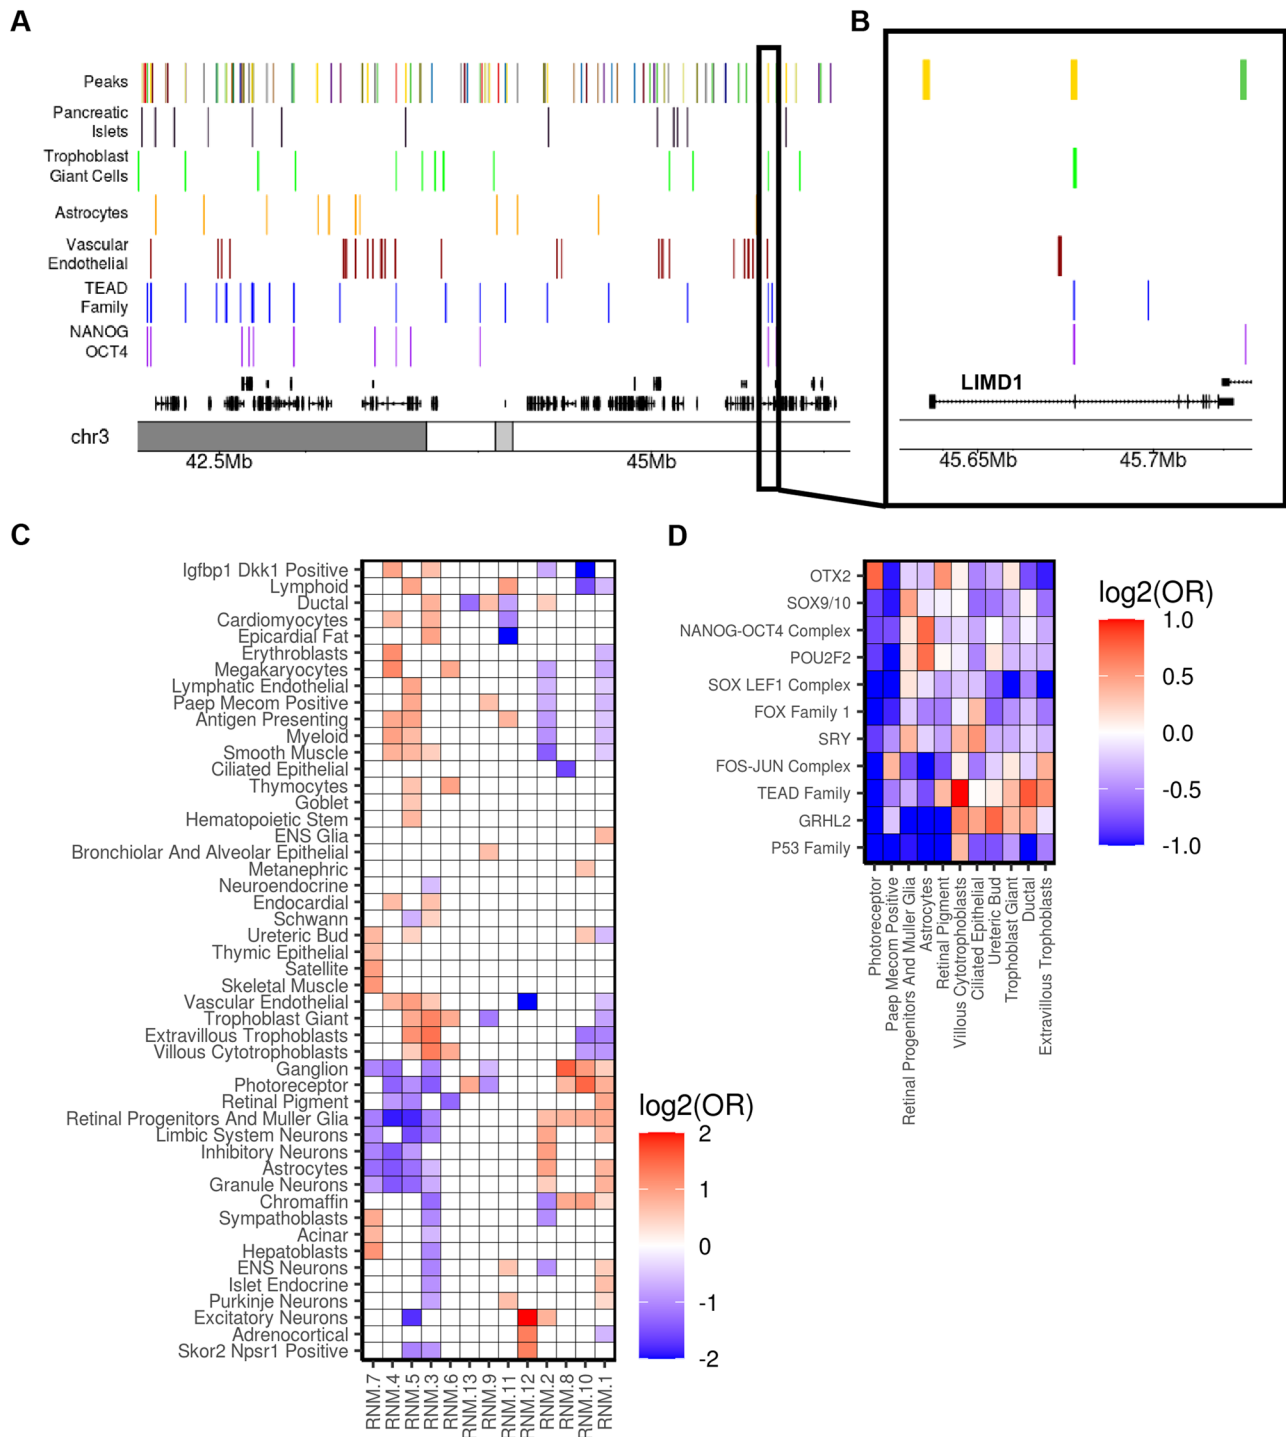 A
Peaks
Pancreatic
Islets
Trophoblast
Giant Cells
Astrocytes
Vascular
Endothelial
TEAD
Family
NANOG
OCT4
chr3
42.5Mb
45Mb
B
LIMD1
45.65Mb
45.7Mb
C
Igfbp1 Dkk1 Positive
Lymphoid
Ductal
Cardiomyocytes
Epicardial Fat
Erythroblasts
Megakaryocytes
Lymphatic Endothelial
Paep Mecom Positive
Antigen Presenting
Myeloid
Smooth Muscle
Ciliated Epithelial
Thymocytes
Goblet
Hematopoietic Stem
ENS Glia
Bronchiolar And Alveolar Epithelial
Metanephric
Neuroendocrine
Endocardial
Schwann
Ureteric Bud
Thymic Epithelial
Satellite
Skeletal Muscle
Vascular Endothelial
Trophoblast Giant
Extravillous Trophoblasts
Villous Cytotrophoblasts
Ganglion
Photoreceptor
Retinal Pigment
Retinal Progenitors And Muller Glia
Limbic System Neurons
Inhibitory Neurons
Astrocytes
Granule Neurons
Chromaffin
Sympathoblasts
Acinar
Hepatoblasts
ENS Neurons
Islet Endocrine
Purkinje Neurons
Excitatory Neurons
Adrenocortical
Skor2 Npsr1 Positive
RNM.7
RNM.4
RNM.5
RNM.3
RNM.6
RNM.13
RNM.9
RNM.11
RNM.12
RNM.2
RNM.8
RNM.10
RNM.1
log2(OR)
2
1
0
-1
-2
D
OTX2
SOX9/10
NANOG-OCT4 Complex
POU2F2
SOX LEF1 Complex
FOX Family 1
SRY
FOS-JUN Complex
TEAD Family
GRHL2
P53 Family
Photoreceptor
Paep Mecom Positive
Retinal Progenitors And Muller Glia
Astrocytes
Retinal Pigment
Villous Cytotrophoblasts
Ciliated Epithelial
Ureteric Bud
Trophoblast Giant
Ductal
Extravillous Trophoblasts
log2(OR)
1.0
0.5
0.0
-0.5
-1.0